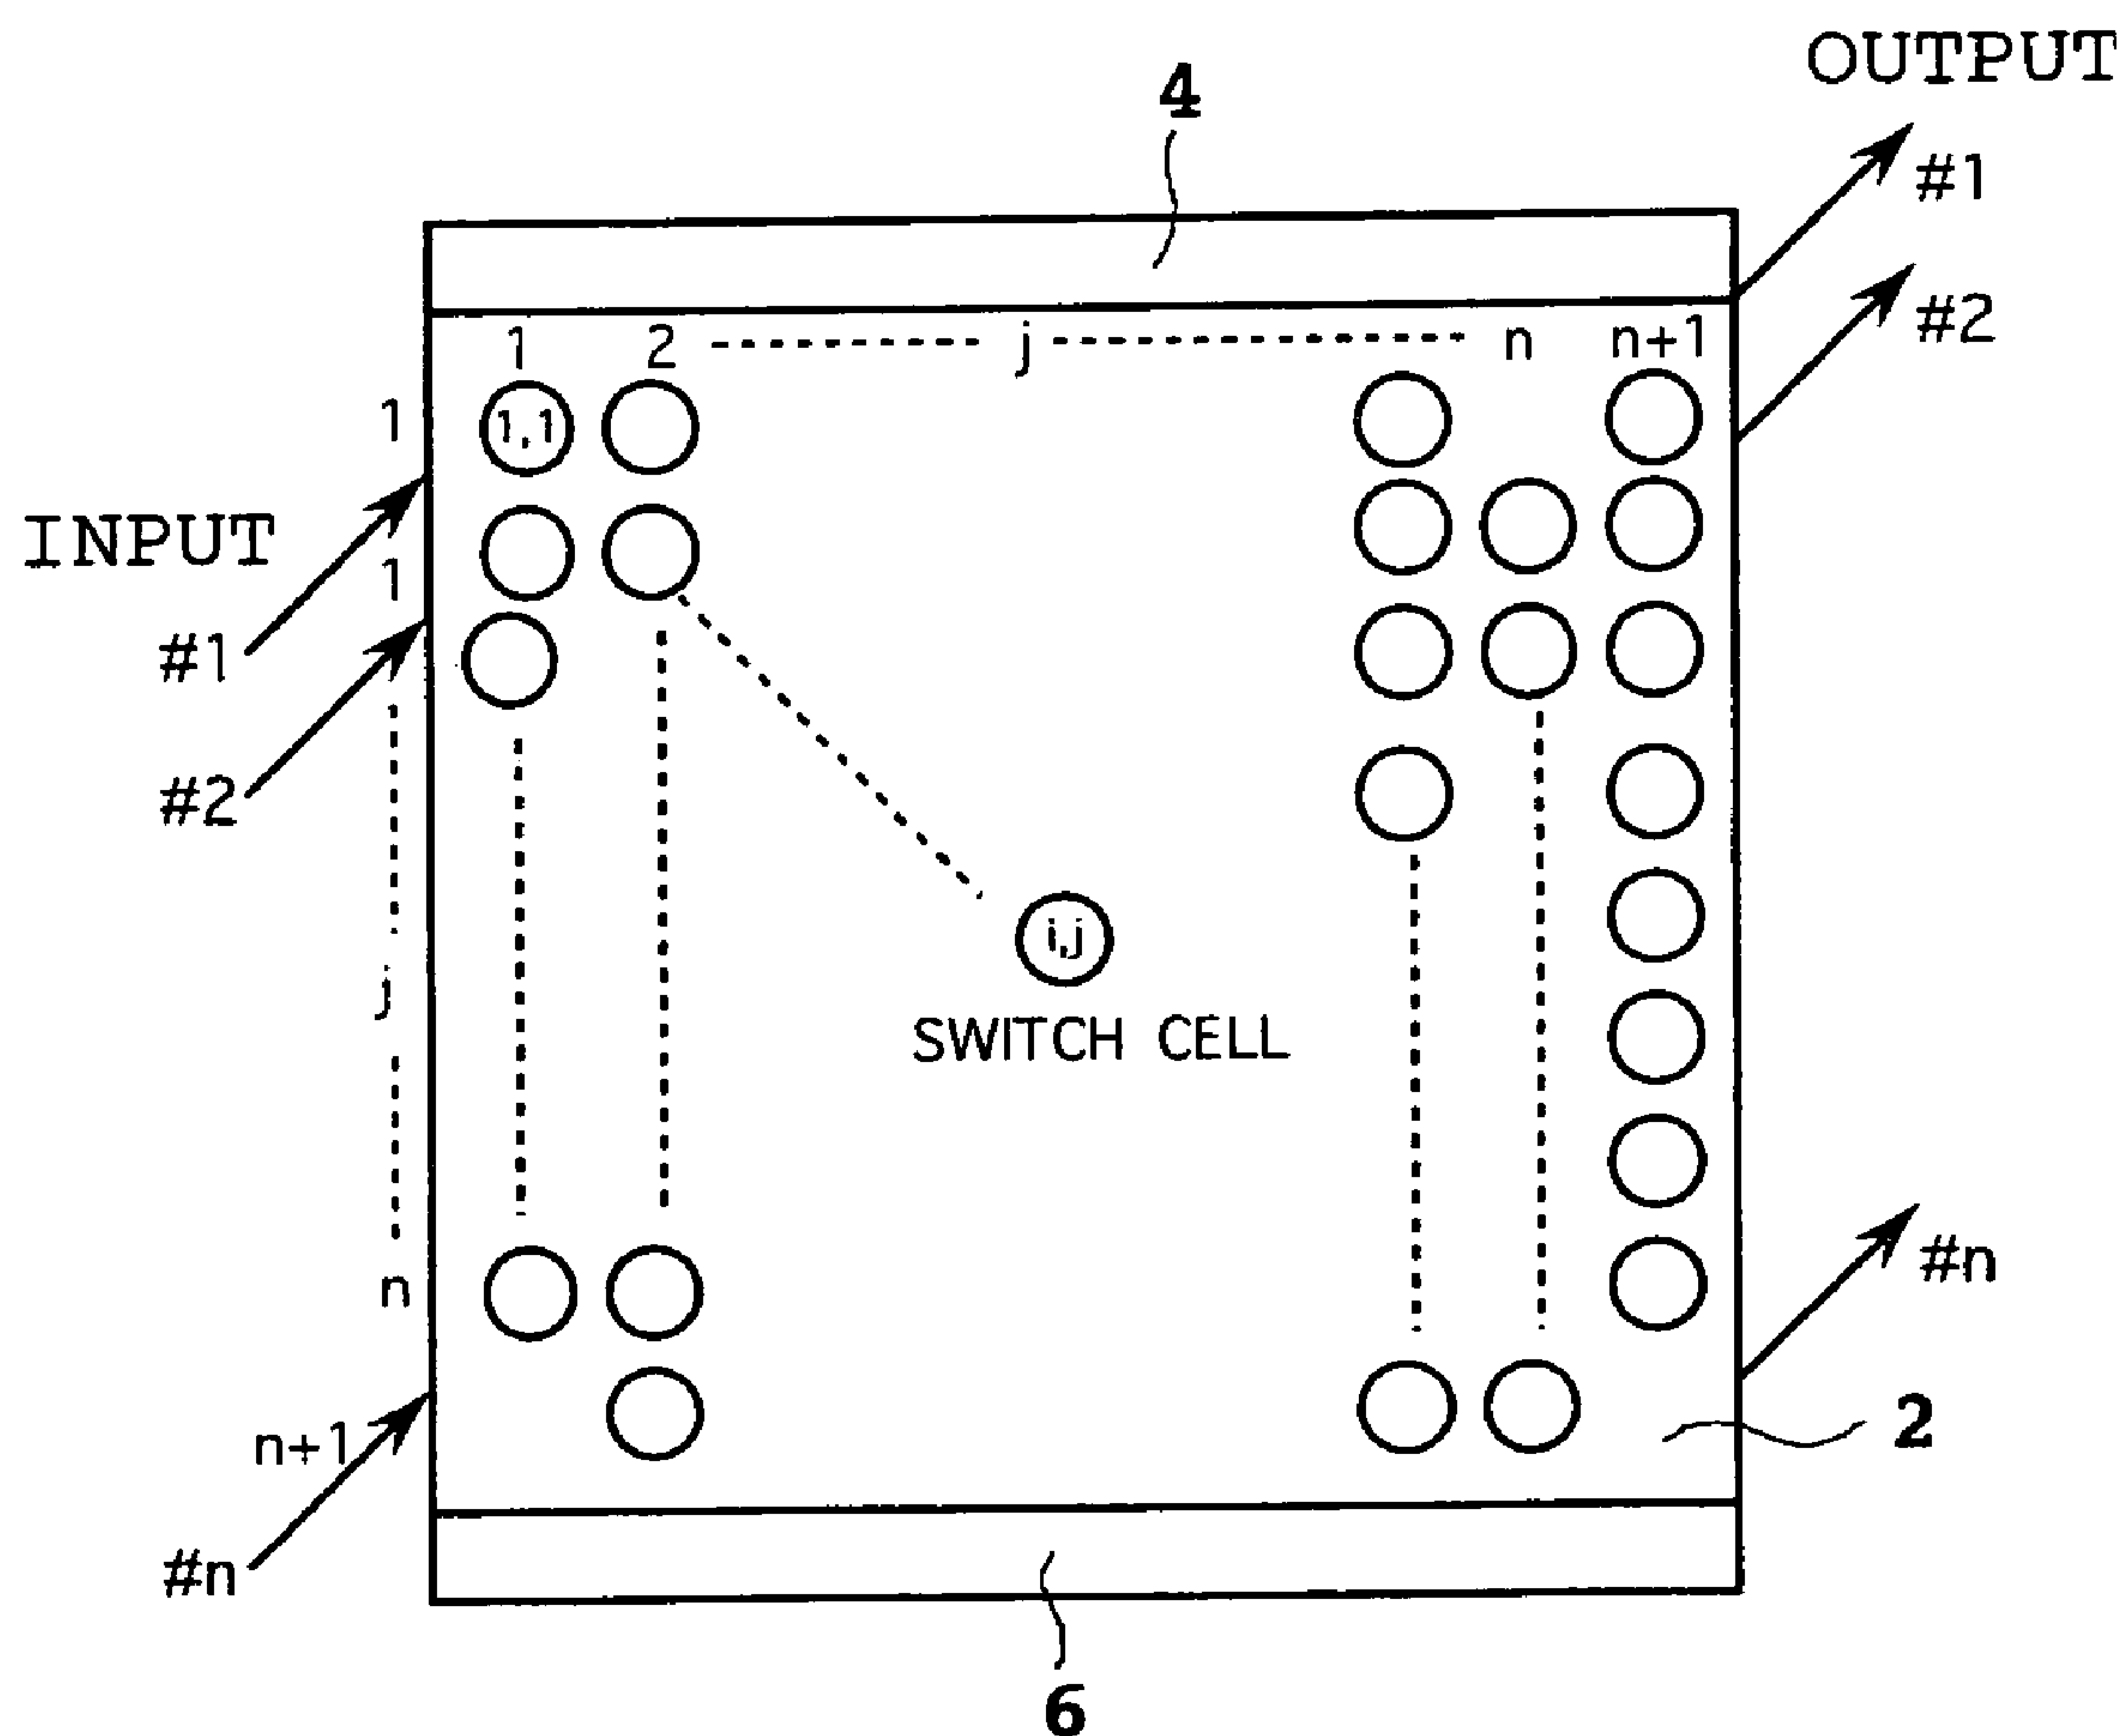 OUTPUT
4
#1
#2
1 2 j n n+1
1
1,1
INPUT
1
#1
#2
i,j
j
SWITCH CELL
n
#n
n+1
2
#n
6